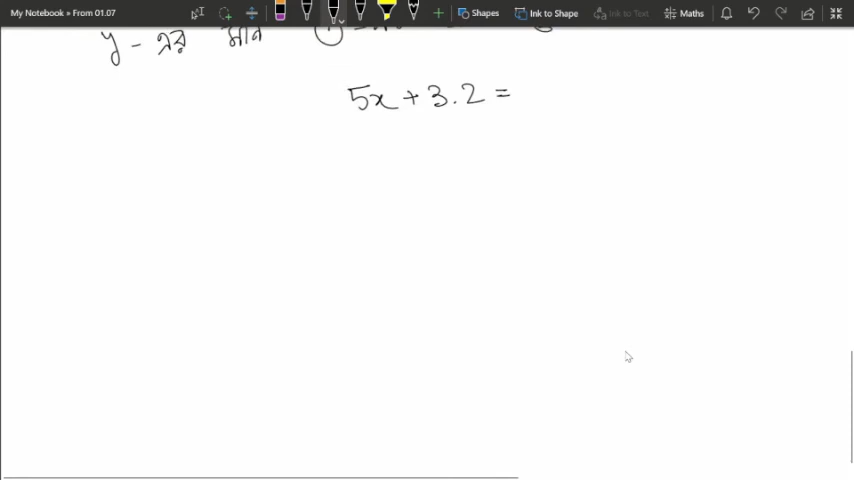 My Notebook » From 01.07
Shapes
Ink to Shape
Ink to Text
Maths
y - এর মান
5x + 3.2 =